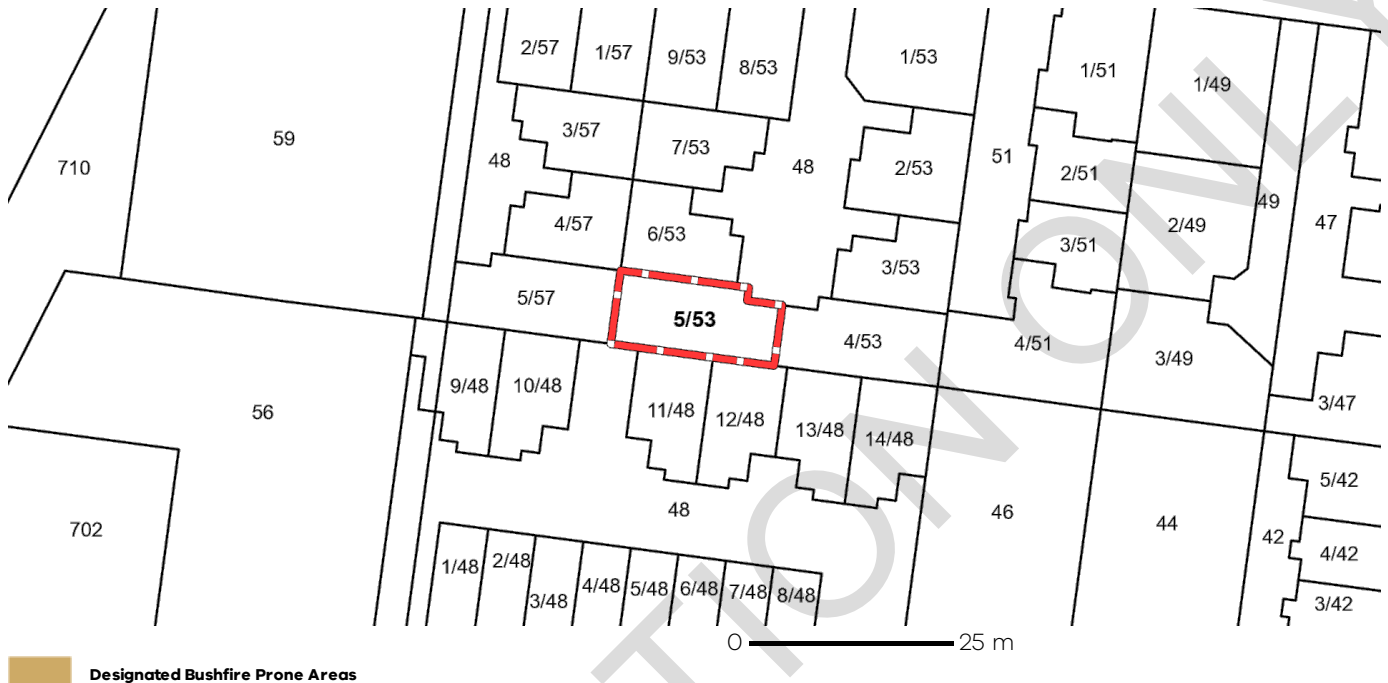 2/57 1/57 9/53 8/53 1/53 1/51 1/49
59 3/57 7/53
710 48 48 2/53 51 2/51 49
4/57 6/53 3/53 3/51 2/49 47
5/57 5/53 4/53 4/51 3/49
9/48 10/48 11/48 12/48 13/48 14/48 3/47
56
702 48 46 44 42 5/42
1/48 2/48 3/48 4/48 5/48 6/48 7/48 8/48 4/42
3/42
0 25 m
Designated Bushfire Prone Areas
TION ONLY